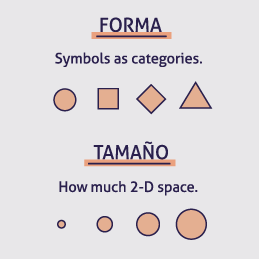 FORMA
Symbols as categories.
TAMAÑO
How much 2-D space.